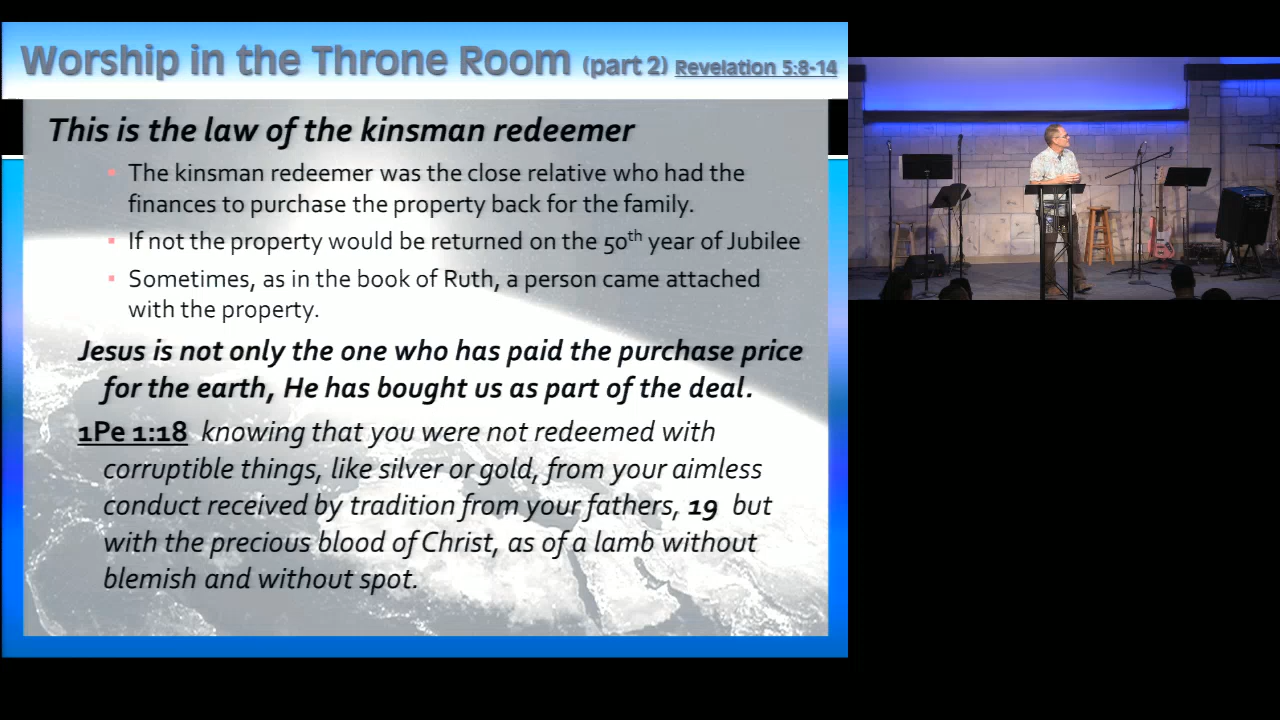 Worship in the Throne Room (part 2) Revelation 5:8-14
This is the law of the kinsman redeemer
The kinsman redeemer was the close relative who had the
finances to purchase the property back for the family.
If not the property would be returned on the 50th year of Jubilee
Sometimes, as in the book of Ruth, a person came attached
with the property.
Jesus is not only the one who has paid the purchase price
for the earth, He has bought us as part of the deal.
1Pe 1:18 knowing that you were not redeemed with
corruptible things, like silver or gold, from your aimless
conduct received by tradition from your fathers, 19 but
with the precious blood of Christ, as of a lamb without
blemish and without spot.